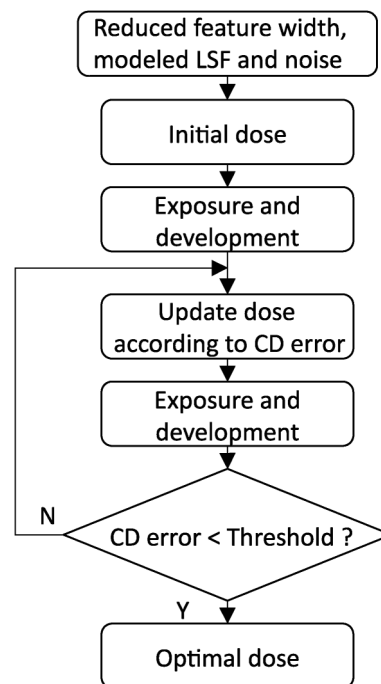 Reduced feature width,
modeled LSF and noise
Initial dose
Exposure and
development
Update dose
according to CD error
Exposure and
development
N
CD error < Threshold ?
Y
Optimal dose